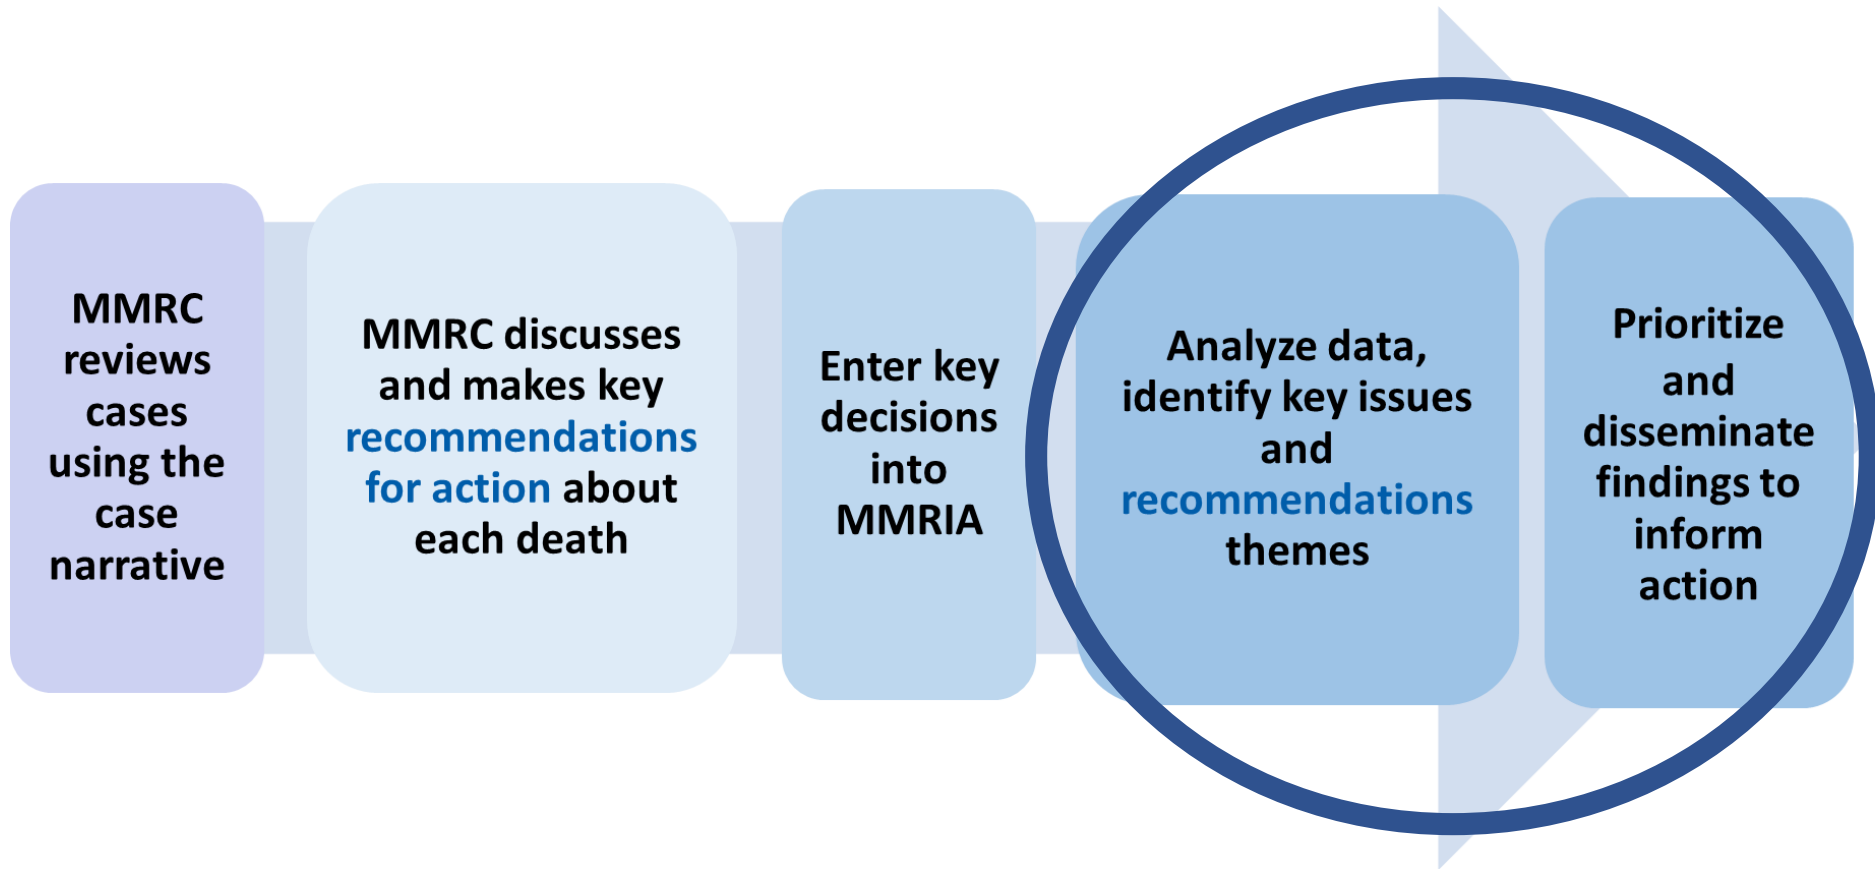 MMRC
reviews
cases
using the
case
narrative
MMRC discusses
and makes key
recommendations
for action about
each death
Enter key
decisions
into
MMRIA
Analyze data,
identify key issues
and
recommendations
themes
Prioritize
and
disseminate
findings to
inform
action